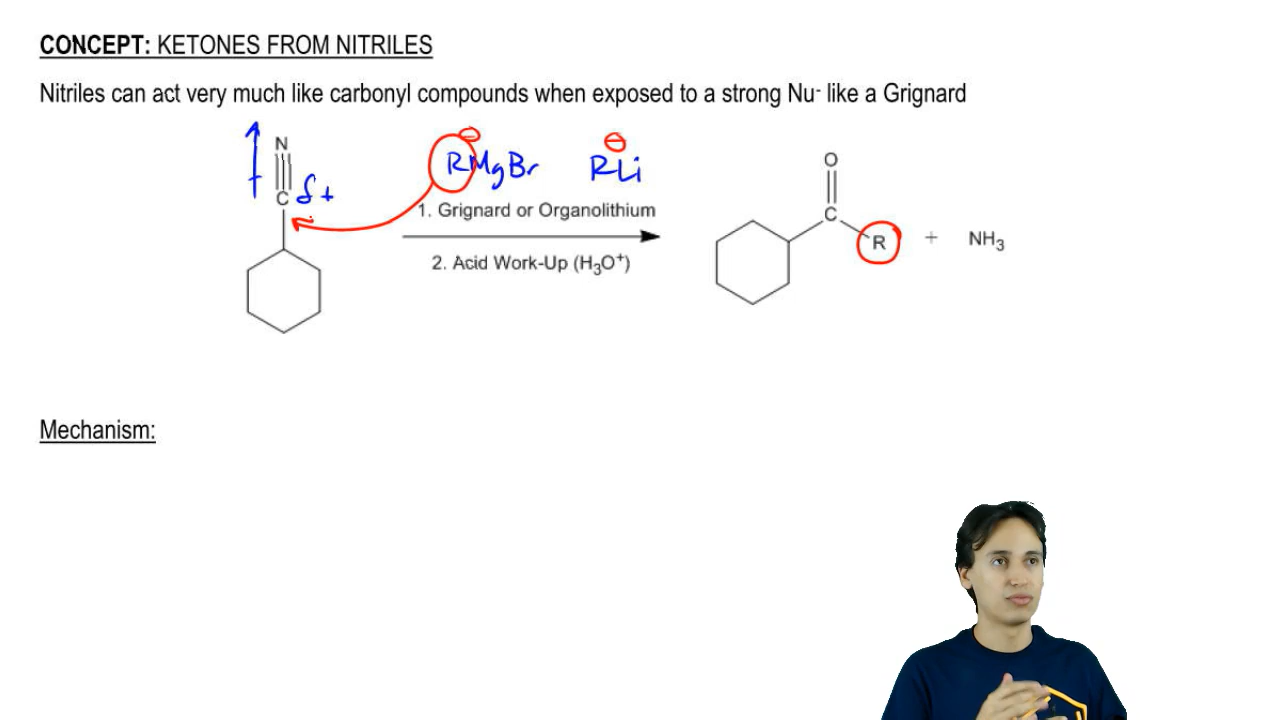 CONCEPT: KETONES FROM NITRILES
Nitriles can act very much like carbonyl compounds when exposed to a strong Nu⁻ like a Grignard
N
C δ+
RMgBr ⊖
RLi ⊖
1. Grignard or Organolithium
2. Acid Work-Up (H₃O⁺)
O
C
R
+ NH₃
Mechanism: